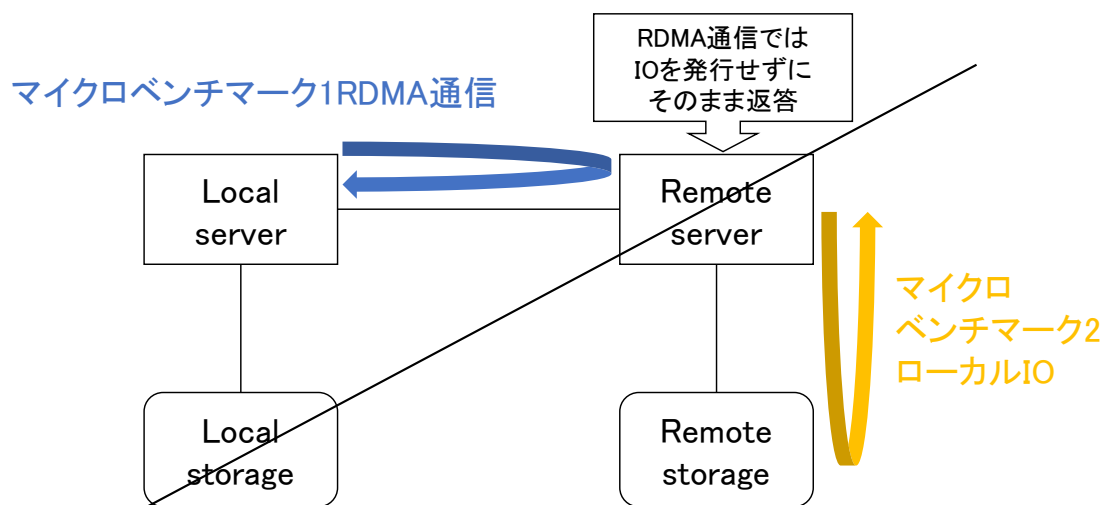 RDMA通信では
IOを発行せずに
そのまま返答
マイクロベンチマーク1RDMA通信
Local
server
Remote
server
マイクロ
ベンチマーク2
ローカルIO
Local
storage
Remote
storage